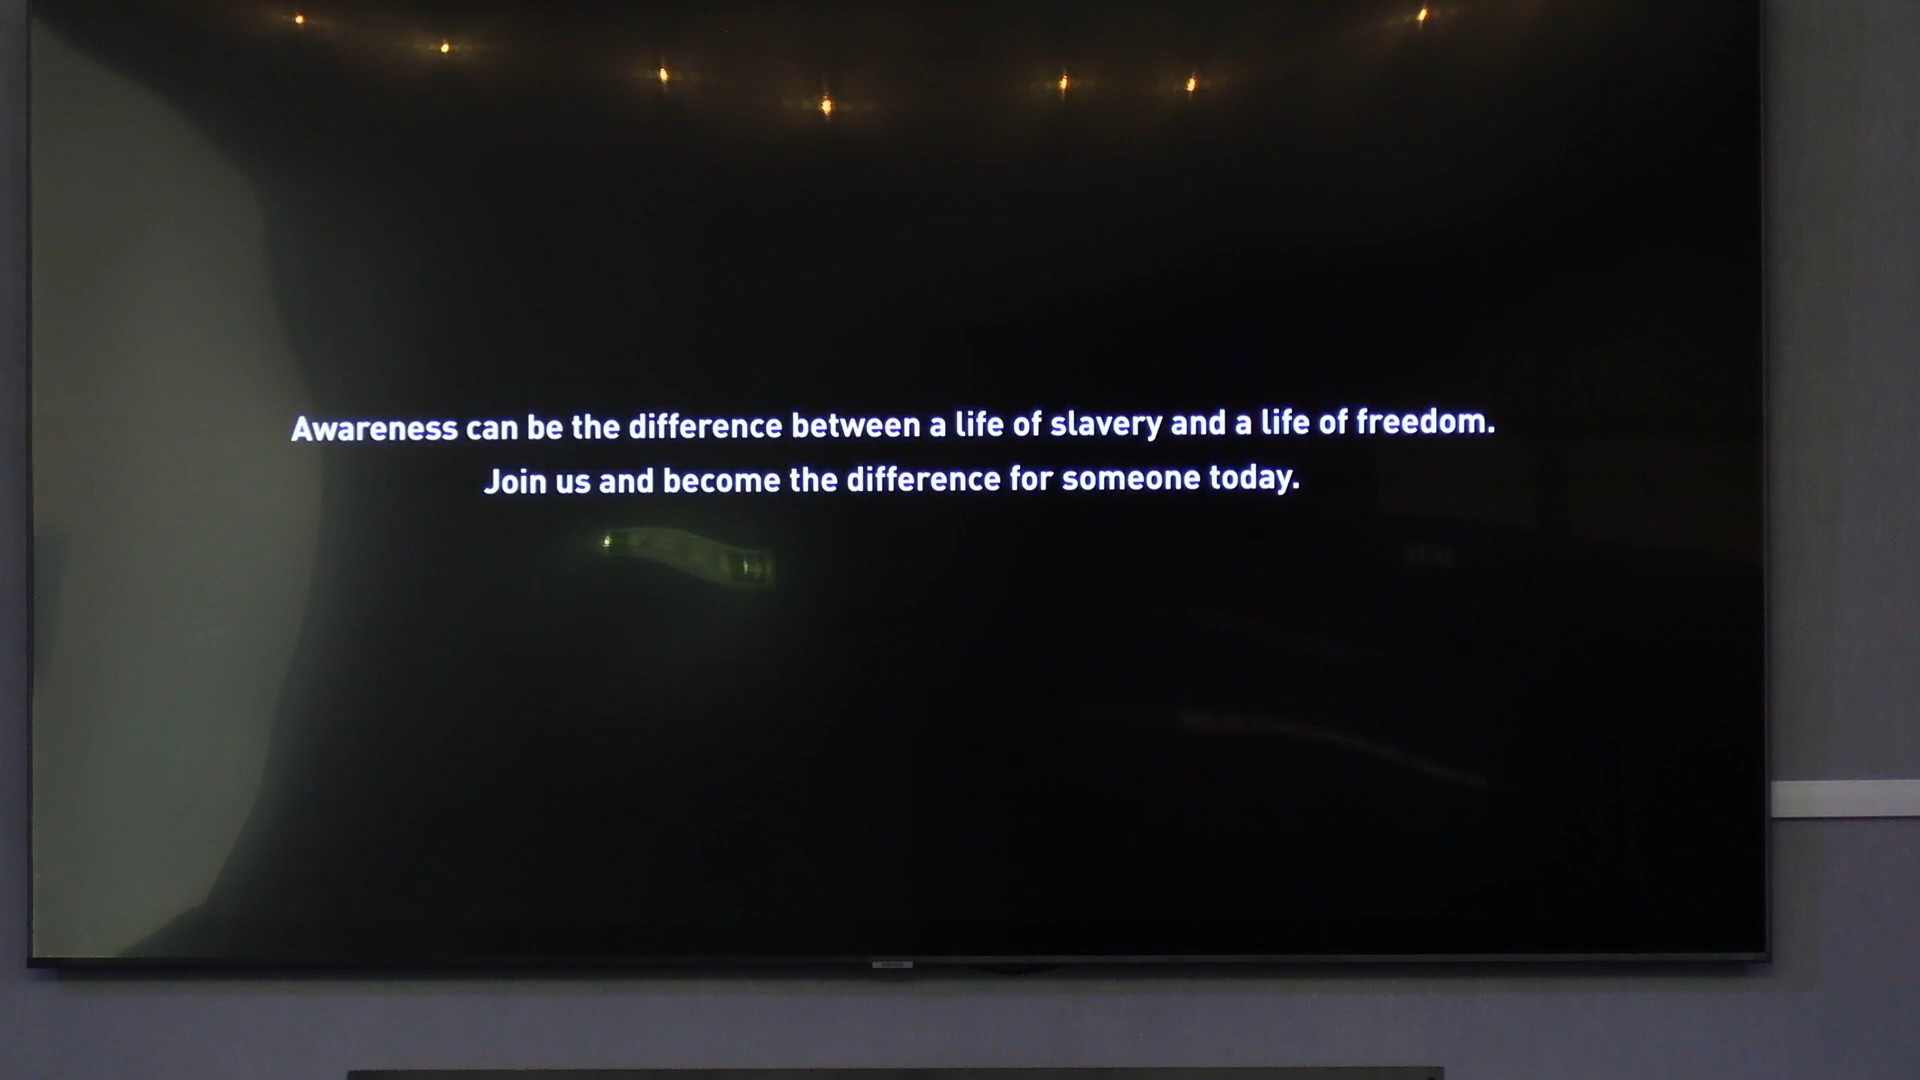 Awareness can be the difference between a life of slavery and a life of freedom.
Join us and become the difference for someone today.